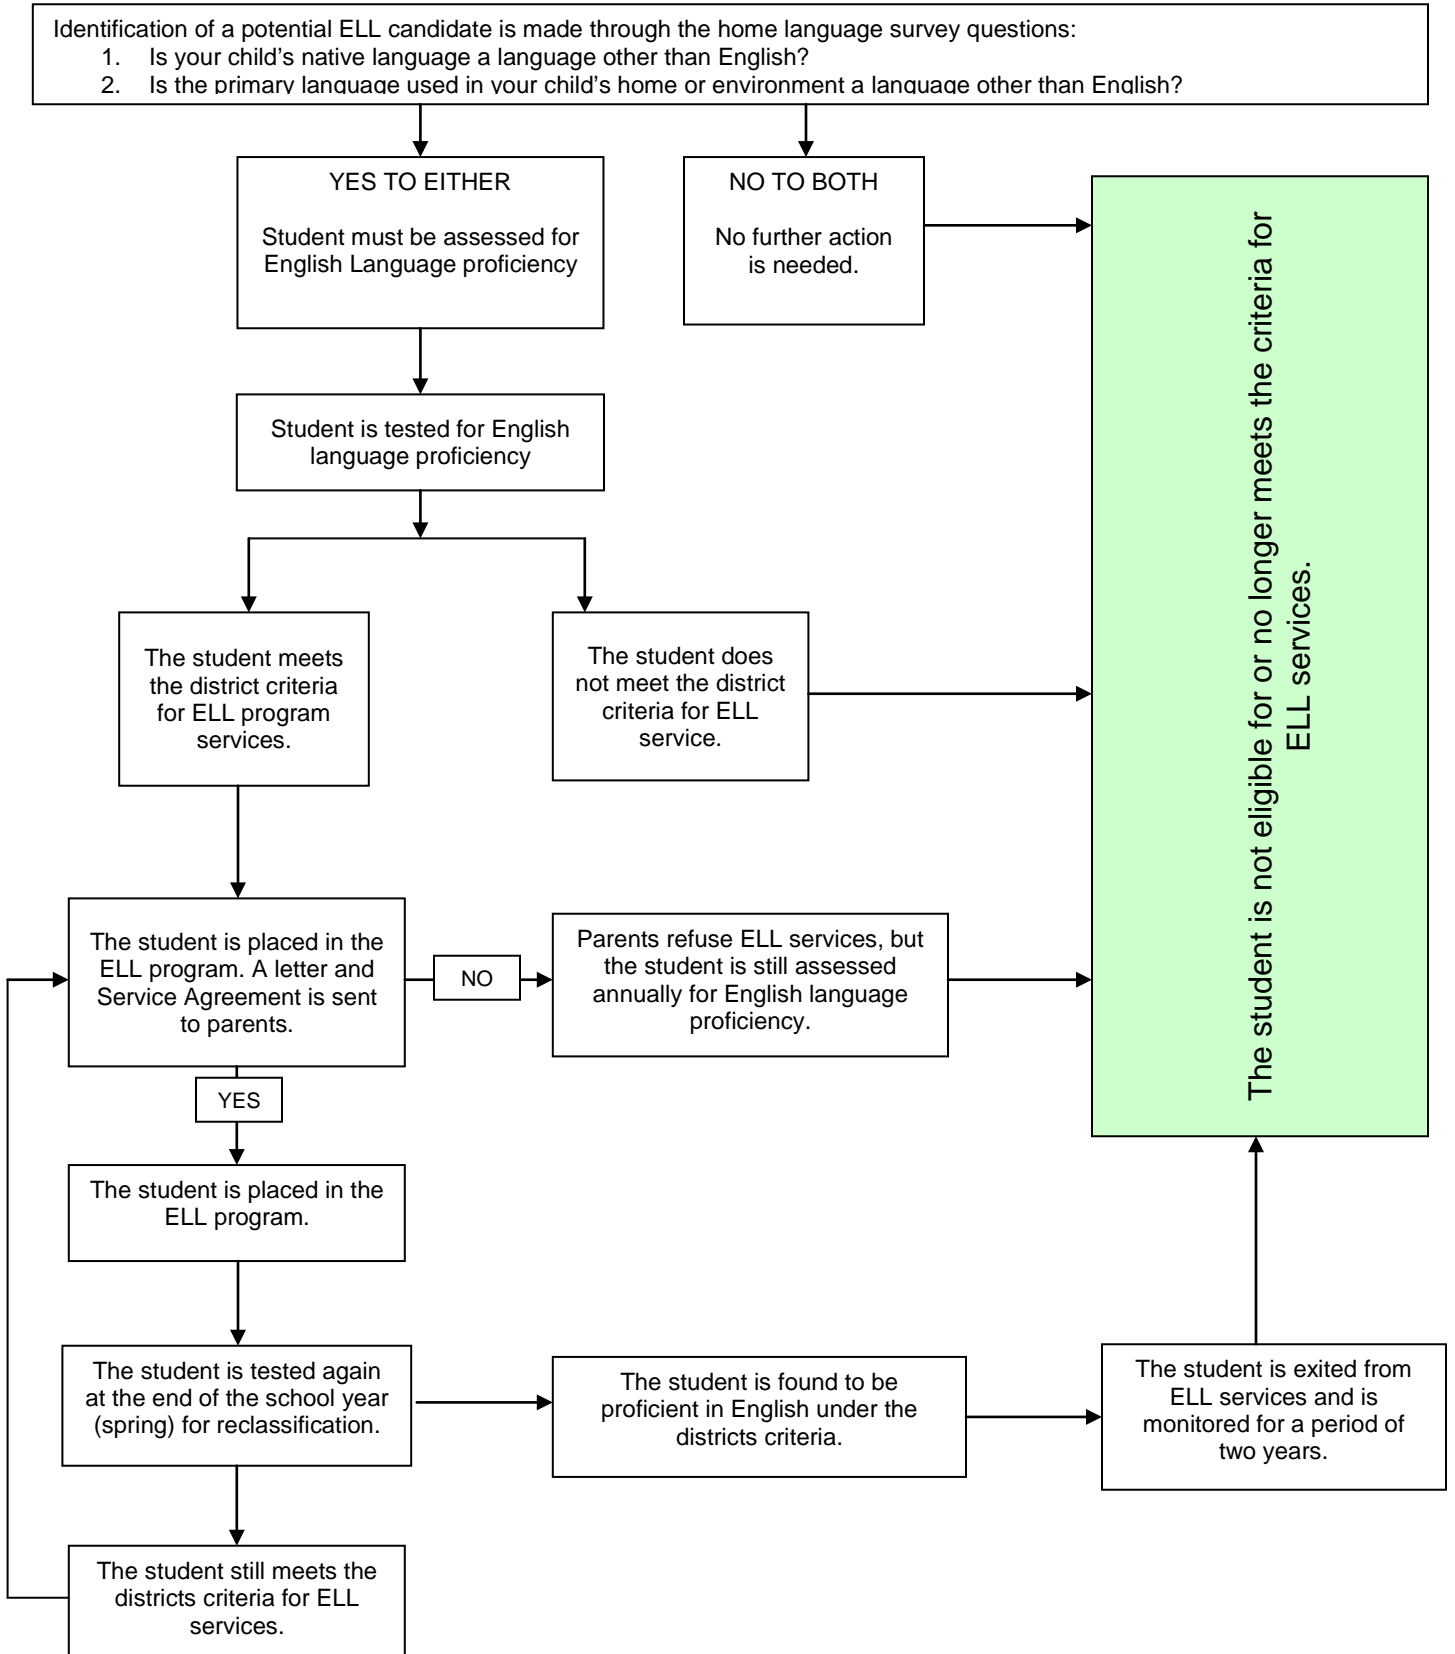 Identification of a potential ELL candidate is made through the home language survey questions:
1. Is your child’s native language a language other than English?
2. Is the primary language used in your child’s home or environment a language other than English?
YES TO EITHER
Student must be assessed for
English Language proficiency
NO TO BOTH
No further action
is needed.
Student is tested for English
language proficiency
The student meets
the district criteria
for ELL program
services.
The student does
not meet the district
criteria for ELL
service.
The student is not eligible for or no longer meets the criteria for
ELL services.
The student is placed in the
ELL program. A letter and
Service Agreement is sent
to parents.
NO
Parents refuse ELL services, but
the student is still assessed
annually for English language
proficiency.
YES
The student is placed in the
ELL program.
The student is tested again
at the end of the school year
(spring) for reclassification.
The student is found to be
proficient in English under the
districts criteria.
The student is exited from
ELL services and is
monitored for a period of
two years.
The student still meets the
districts criteria for ELL
services.